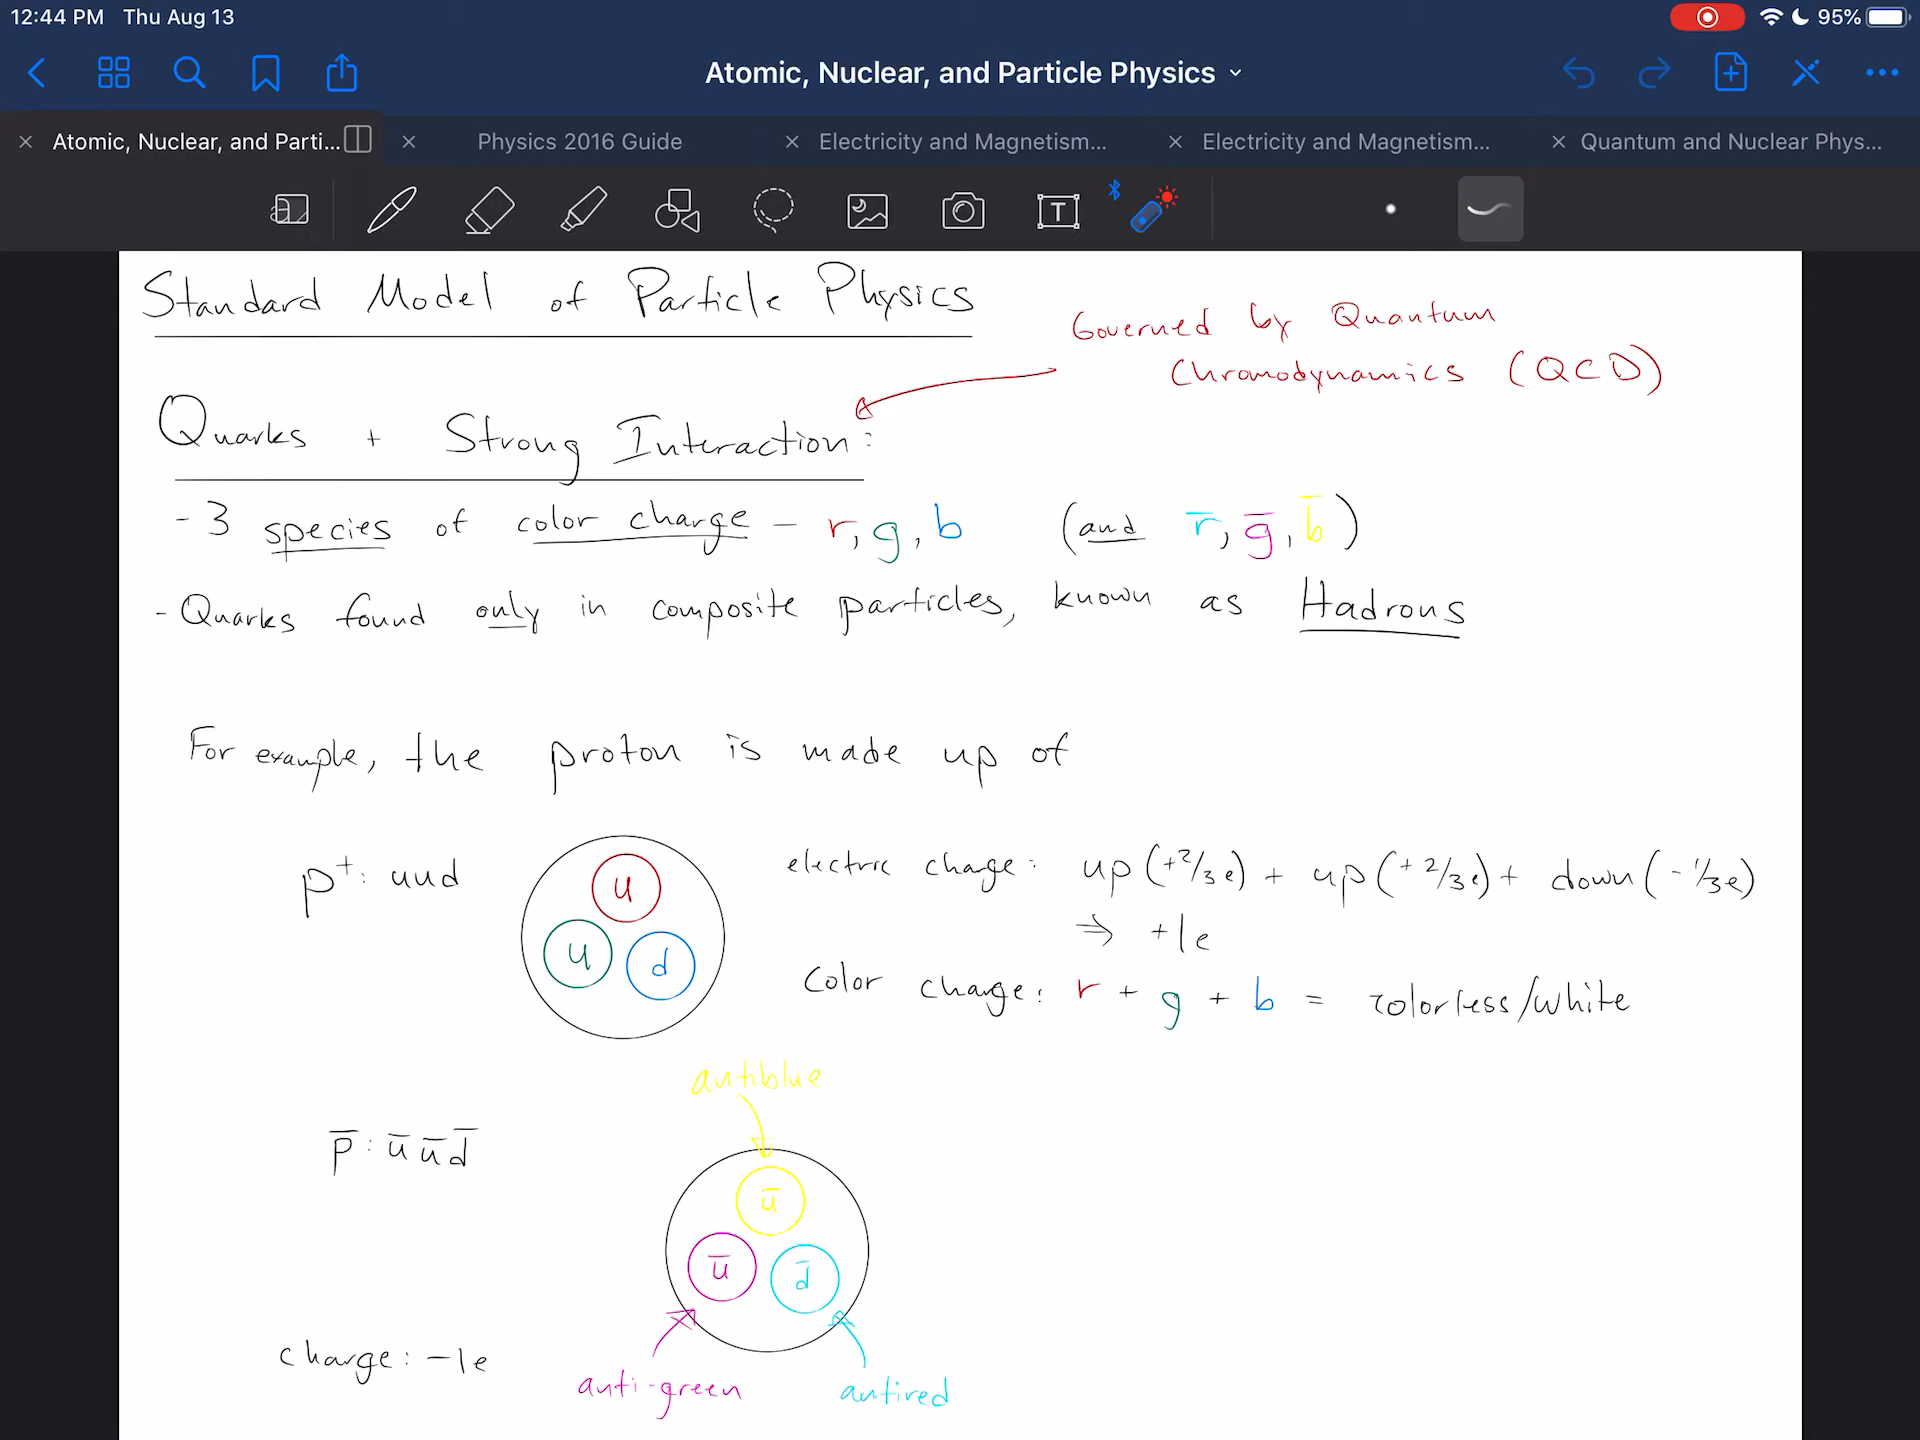 12:44 PM Thu Aug 13 95%
Atomic, Nuclear, and Particle Physics
Atomic, Nuclear, and Parti... Physics 2016 Guide Electricity and Magnetism... Electricity and Magnetism... Quantum and Nuclear Phys...
Standard Model of Particle Physics
Governed by Quantum
Chromodynamics (QCD)
Quarks + Strong Interaction:
- 3 species of color charge - r, g, b (and r̅, g̅, b̅)
- Quarks found only in composite particles, known as Hadrons
For example, the proton is made up of
p⁺: uud
u
u d
electric charge: up (+2/3 e) + up (+2/3 e) + down (-1/3 e)
⇒ +1e
Color charge: r + g + b = colorless/white
antiblue
p̅: u̅ u̅ d̅
u̅
u̅ d̅
charge: -1e
anti-green antired